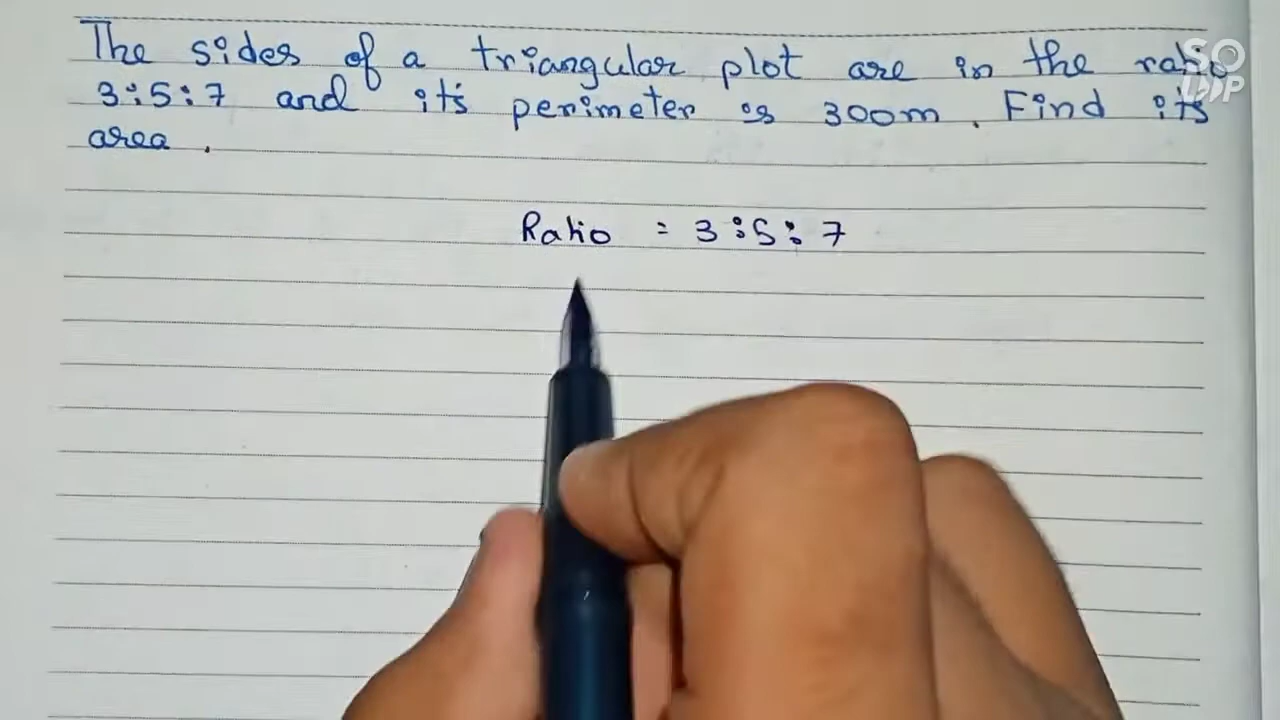 The sides of a triangular plot are in the ratio
3:5:7 and its perimeter is 300m. Find its
area.
Ratio = 3:5:7